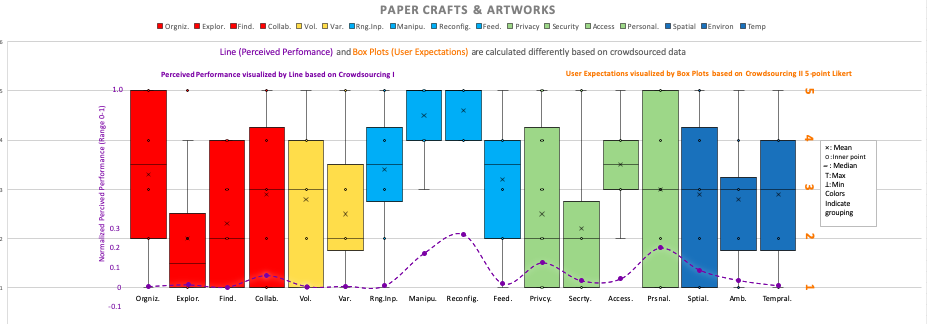 PAPER CRAFTS & ARTWORKS
Orgniz. Explor. Find. Collab. Vol. Var. Rng.Inp. Manipu. Reconfig. Feed. Privacy Security Access Personal. Spatial Environ Temp
Line (Perceived Perfomance) and Box Plots (User Expectations) are calculated differently based on crowdsourced data
Perceived Performance visualized by Line based on Crowdsourcing I
User Expectations visualized by Box Plots based on Crowdsourcing II 5-point Likert
Normalized Percived Performance (Range 0-1)
1.0
0.3
0.2
0.1
0
-0.1
5
4
3
2
1
×: Mean
o :Inner point
– : Median
T: Max
⊥: Min
Colors
Indicate
grouping
Orgniz. Explor. Find. Collab. Vol. Var. Rng.Inp. Manipu. Reconfig. Feed. Privcy. Secrty. Access. Prsnal. Sptial. Amb. Tempral.